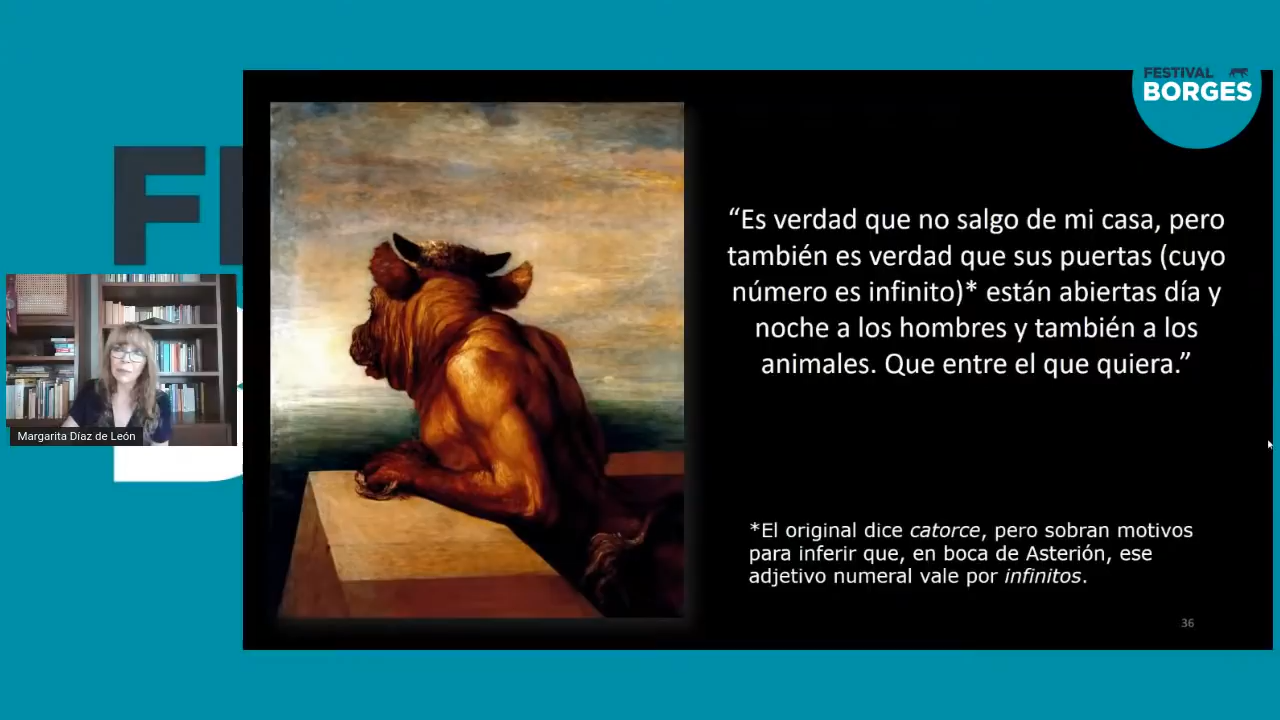 FESTIVAL
BORGES
“Es verdad que no salgo de mi casa, pero
también es verdad que sus puertas (cuyo
número es infinito)* están abiertas día y
noche a los hombres y también a los
animales. Que entre el que quiera.”
Margarita Díaz de León
*El original dice catorce, pero sobran motivos
para inferir que, en boca de Asterión, ese
adjetivo numeral vale por infinitos.
36